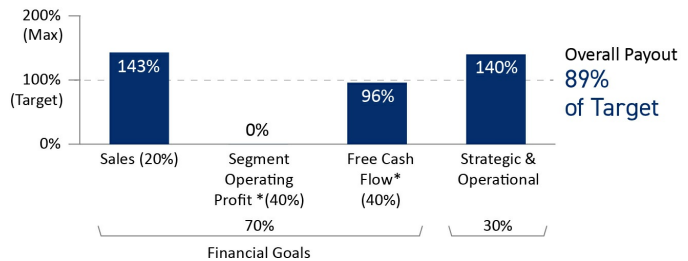 200%
(Max)
100%
(Target)
0%
143%
0%
96%
140%
Overall Payout
89%
of Target
Sales (20%)
Segment
Operating
Profit *(40%)
Free Cash
Flow*
(40%)
Strategic &
Operational
70%
30%
Financial Goals